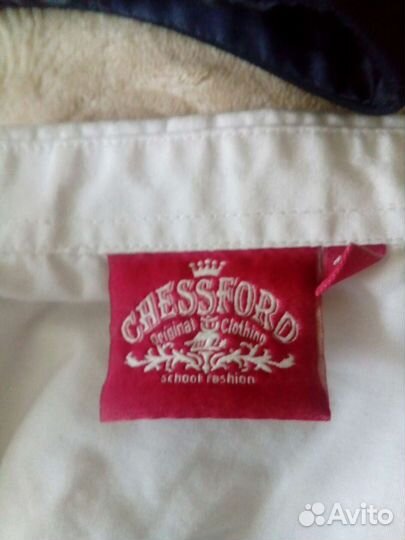 CHESSFORD
Original Clothing
school fashion
Avito